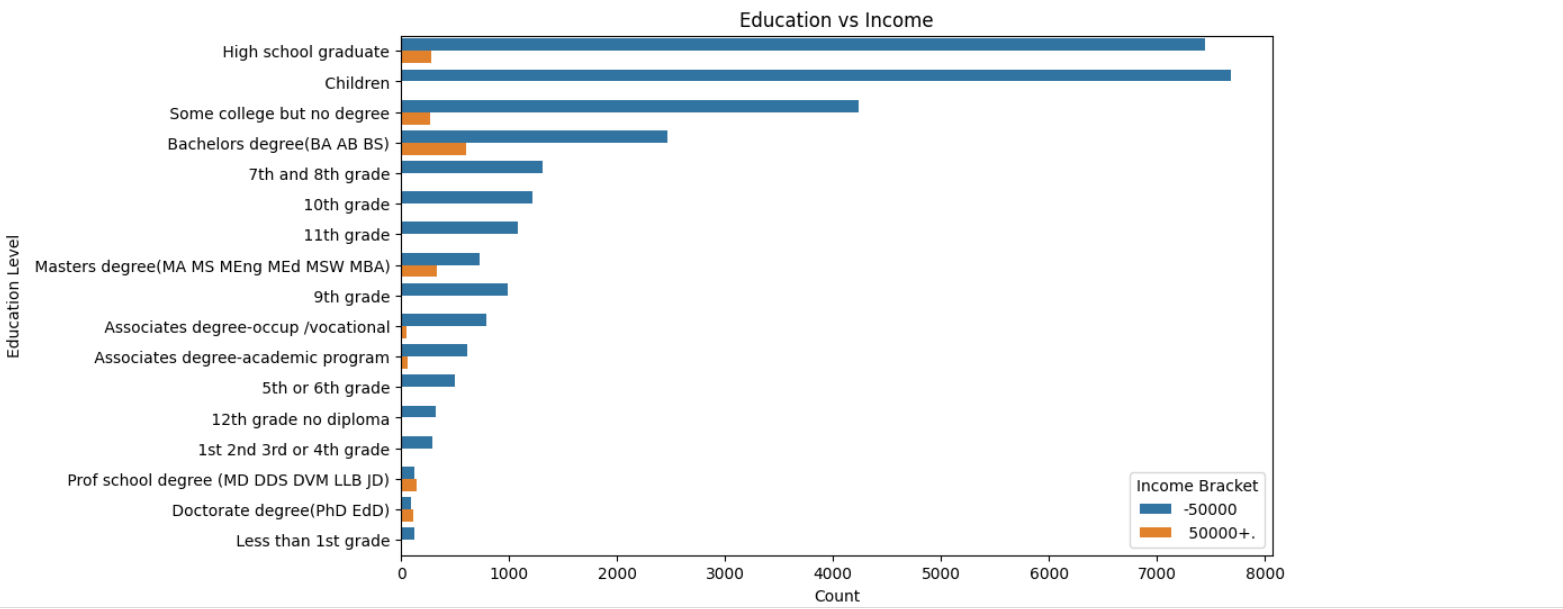 Education vs Income
High school graduate
Children
Some college but no degree
Bachelors degree(BA AB BS)
7th and 8th grade
10th grade
11th grade
Masters degree(MA MS MEng MEd MSW MBA)
9th grade
Associates degree-occup /vocational
Associates degree-academic program
5th or 6th grade
12th grade no diploma
1st 2nd 3rd or 4th grade
Prof school degree (MD DDS DVM LLB JD)
Doctorate degree(PhD EdD)
Less than 1st grade
Education Level
Income Bracket
-50000
50000+.
0 1000 2000 3000 4000 5000 6000 7000 8000
Count